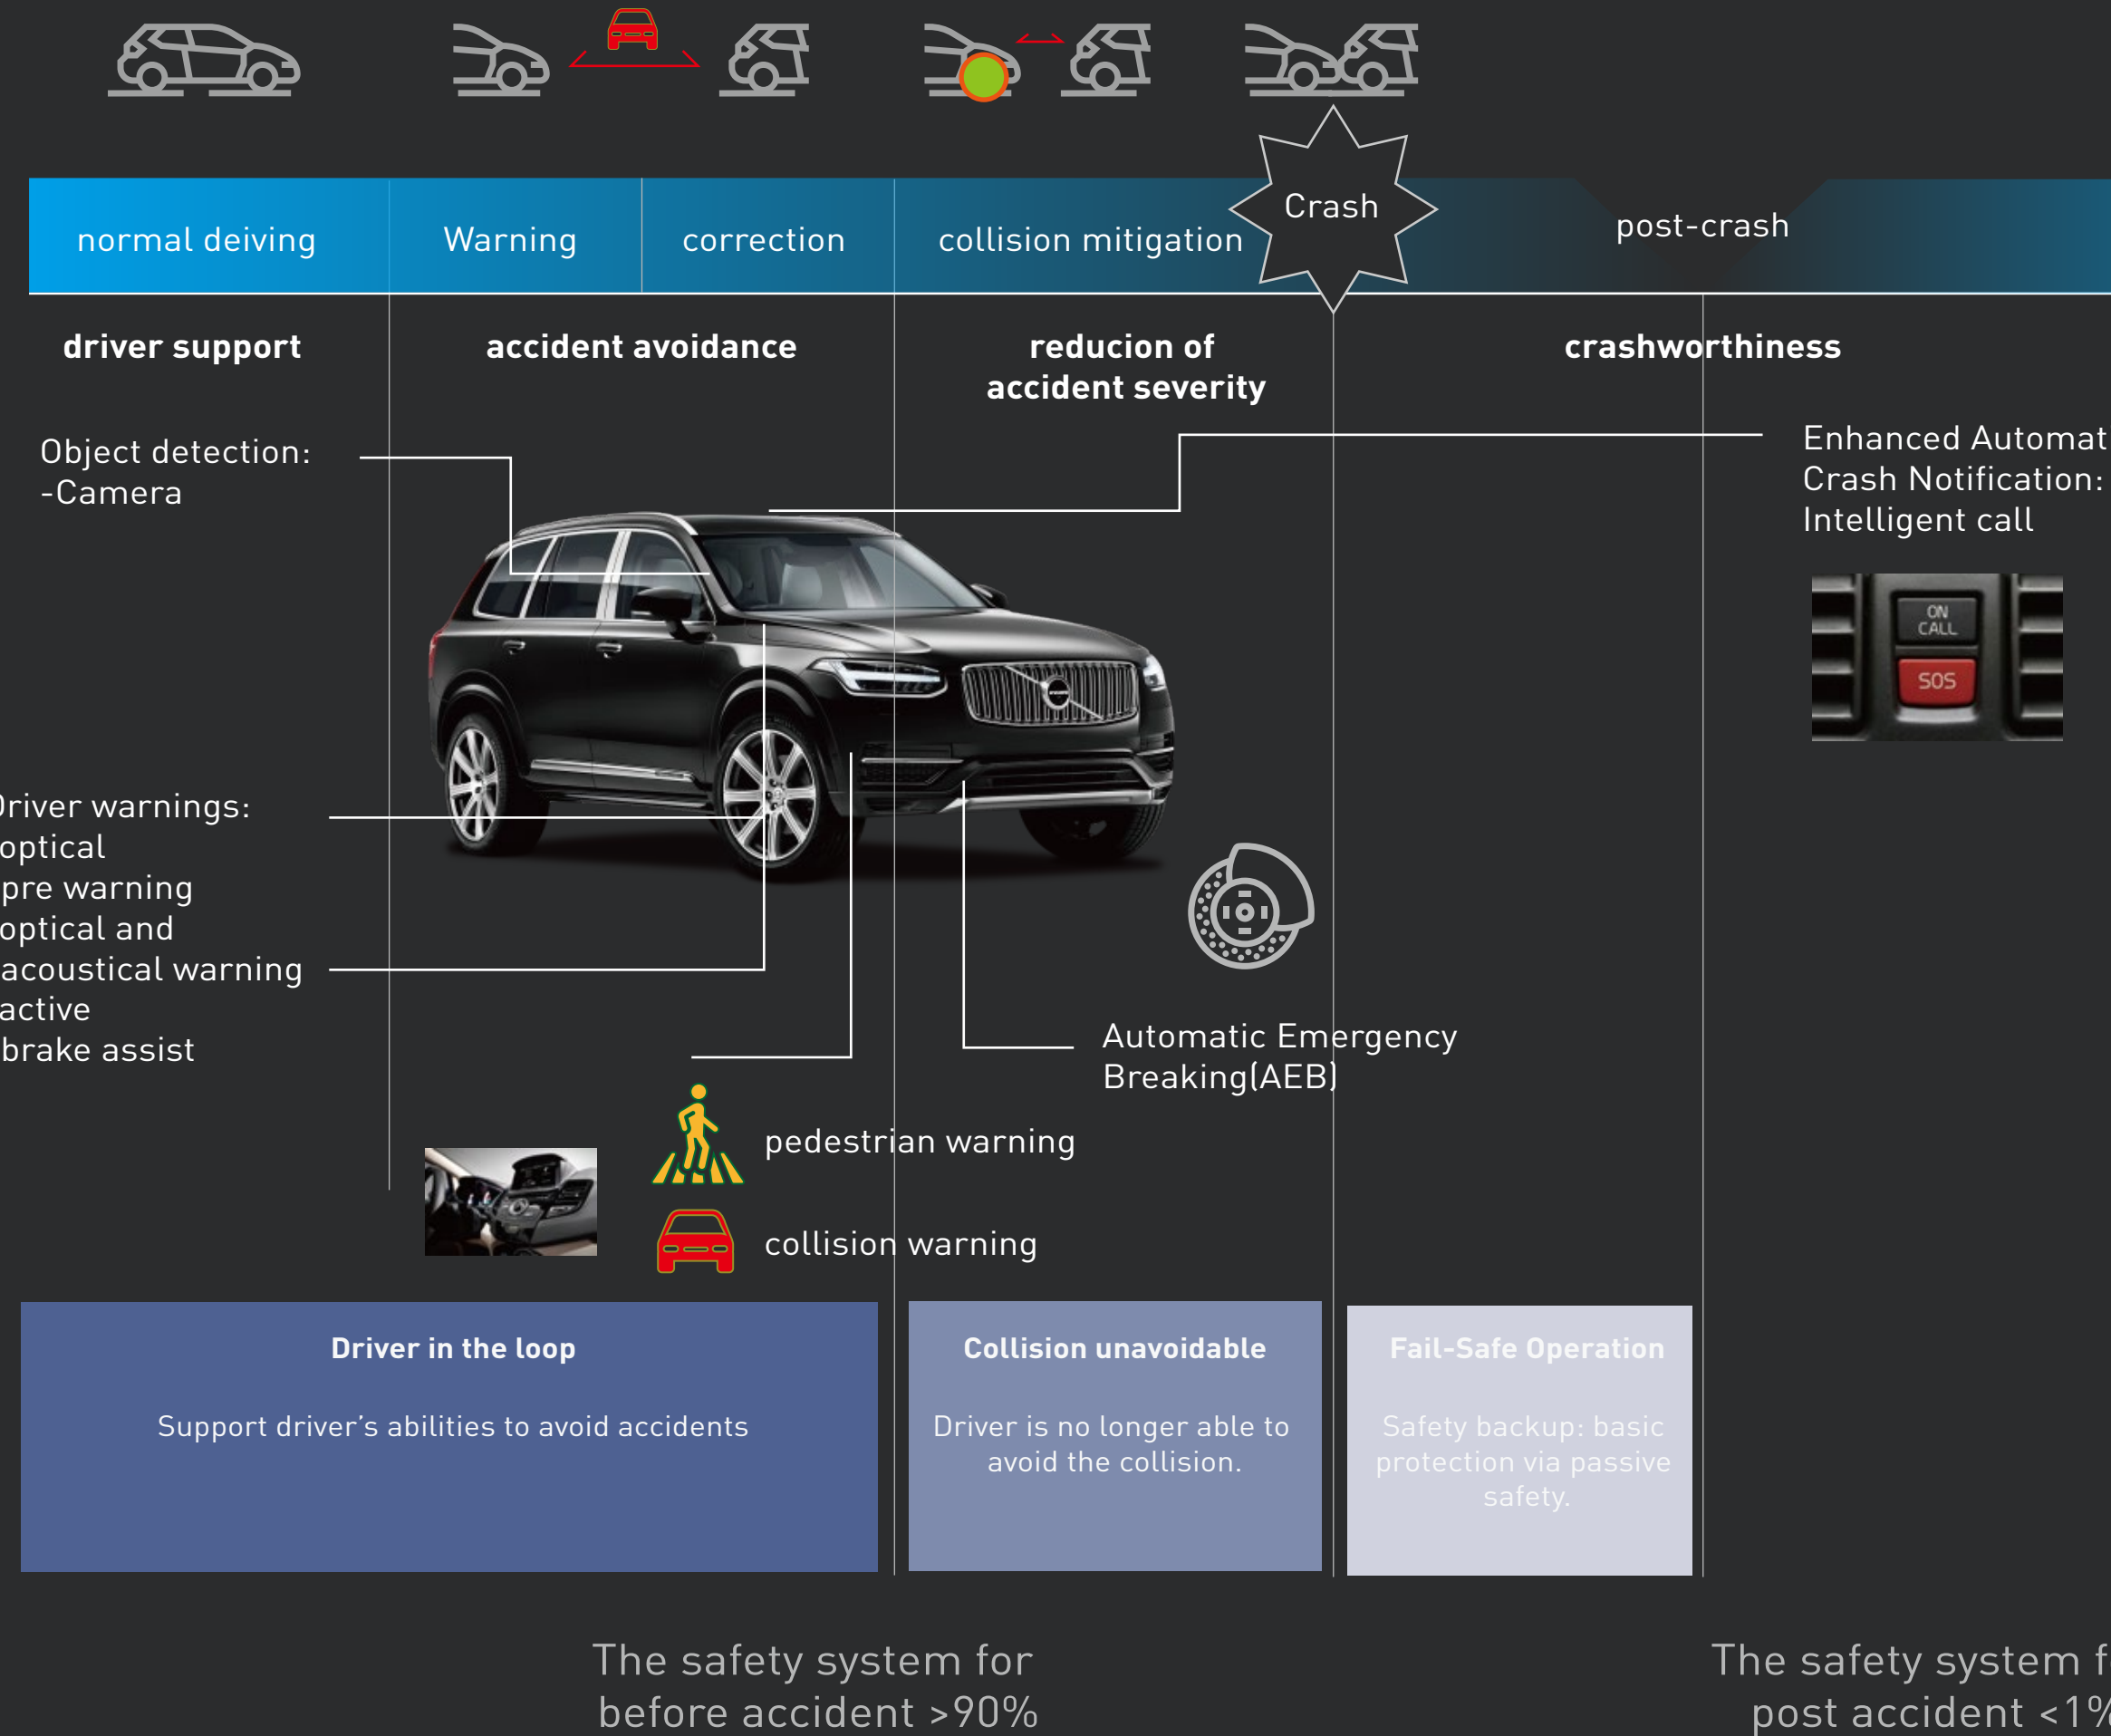 normal deiving
Warning
correction
collision mitigation
Crash
post-crash
driver support
accident avoidance
reducion of
accident severity
crashworthiness
Object detection:
-Camera
Enhanced Automat
Crash Notification:
Intelligent call
ON
CALL
SOS
Driver warnings:
optical
pre warning
optical and
acoustical warning
active
brake assist
Automatic Emergency
Breaking(AEB)
pedestrian warning
collision warning
Driver in the loop
Support driver’s abilities to avoid accidents
Collision unavoidable
Driver is no longer able to
avoid the collision.
Fail-Safe Operation
Safety backup: basic
protection via passive
safety.
The safety system for
before accident >90%
The safety system f
post accident <1%